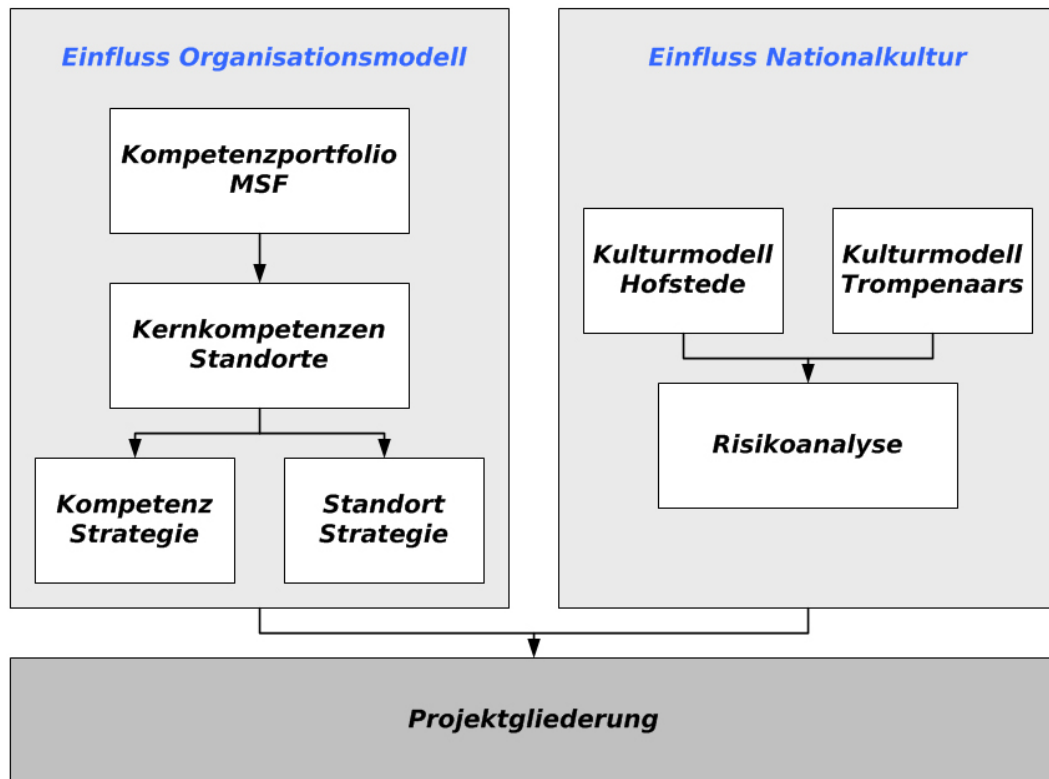 Einfluss Organisationsmodell
Kompetenzportfolio
MSF
Kernkompetenzen
Standorte
Kompetenz
Strategie
Standort
Strategie
Einfluss Nationalkultur
Kulturmodell
Hofstede
Kulturmodell
Trompenaars
Risikoanalyse
Projektgliederung